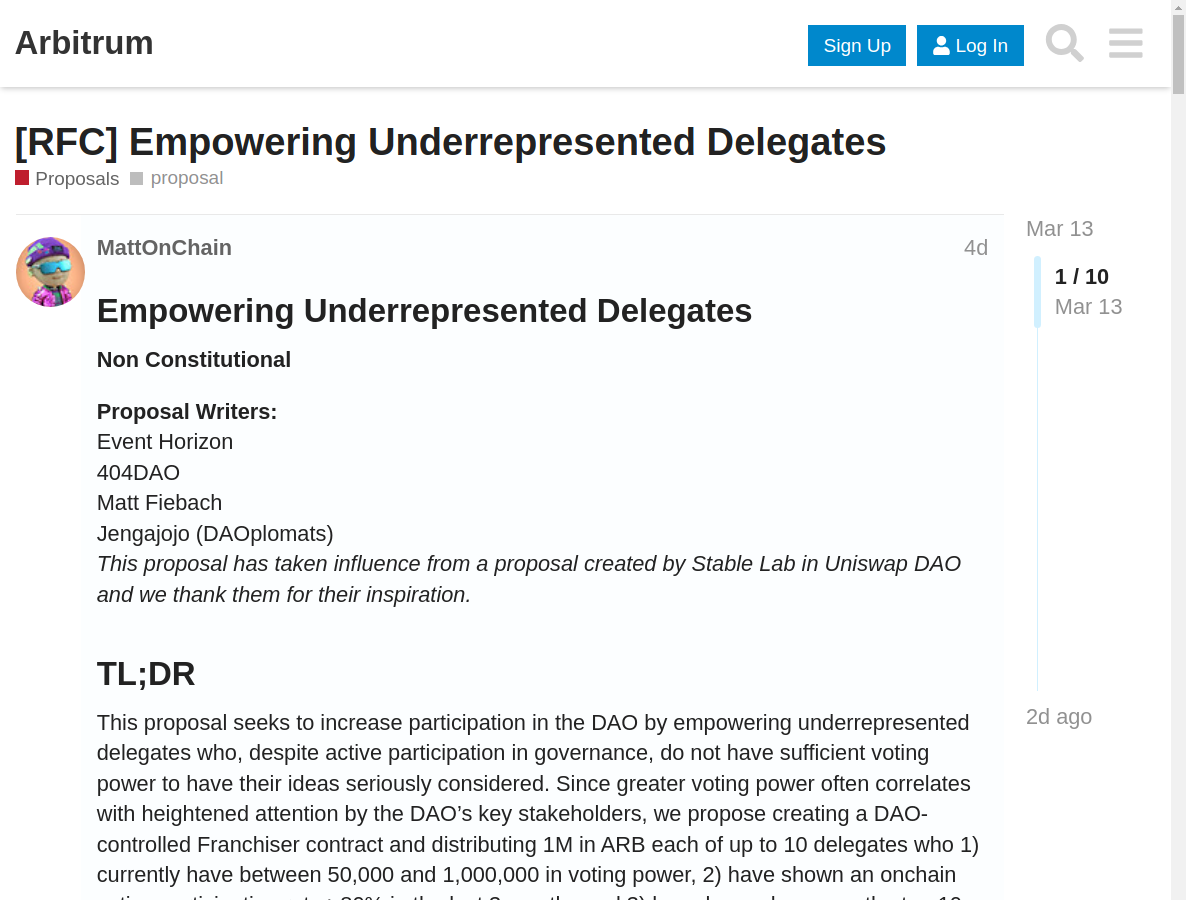 Arbitrum
Sign Up
Log In
[RFC] Empowering Underrepresented Delegates
Proposals proposal
MattOnChain
4d
Empowering Underrepresented Delegates
Non Constitutional
Proposal Writers:
Event Horizon
404DAO
Matt Fiebach
Jengajojo (DAOplomats)
This proposal has taken influence from a proposal created by Stable Lab in Uniswap DAO
and we thank them for their inspiration.
TL;DR
This proposal seeks to increase participation in the DAO by empowering underrepresented
delegates who, despite active participation in governance, do not have sufficient voting
power to have their ideas seriously considered. Since greater voting power often correlates
with heightened attention by the DAO’s key stakeholders, we propose creating a DAO-
controlled Franchiser contract and distributing 1M in ARB each of up to 10 delegates who 1)
currently have between 50,000 and 1,000,000 in voting power, 2) have shown an onchain
Mar 13
1 / 10
Mar 13
2d ago